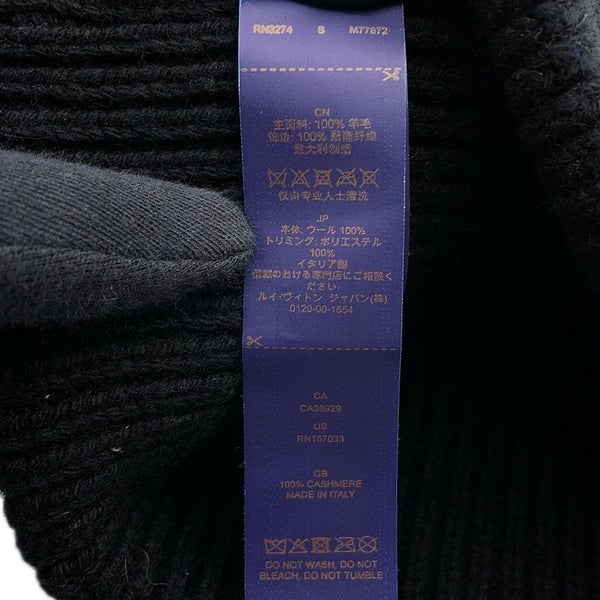 RN3274 S M77872
CN
主面料: 100% 羊毛
饰边: 100% 聚酯纤维
意大利制造
仅由专业人士清洗
JP
本体: ウール 100%
トリミング: ポリエステル
100%
イタリア製
信頼のおける専門店にご相談く
ださい.
ルイ ヴィトン ジャパン(株)
0120-00-1854
CA
CA36929
US
RN167033
GB
100% CASHMERE
MADE IN ITALY
DO NOT WASH, DO NOT
BLEACH, DO NOT TUMBLE